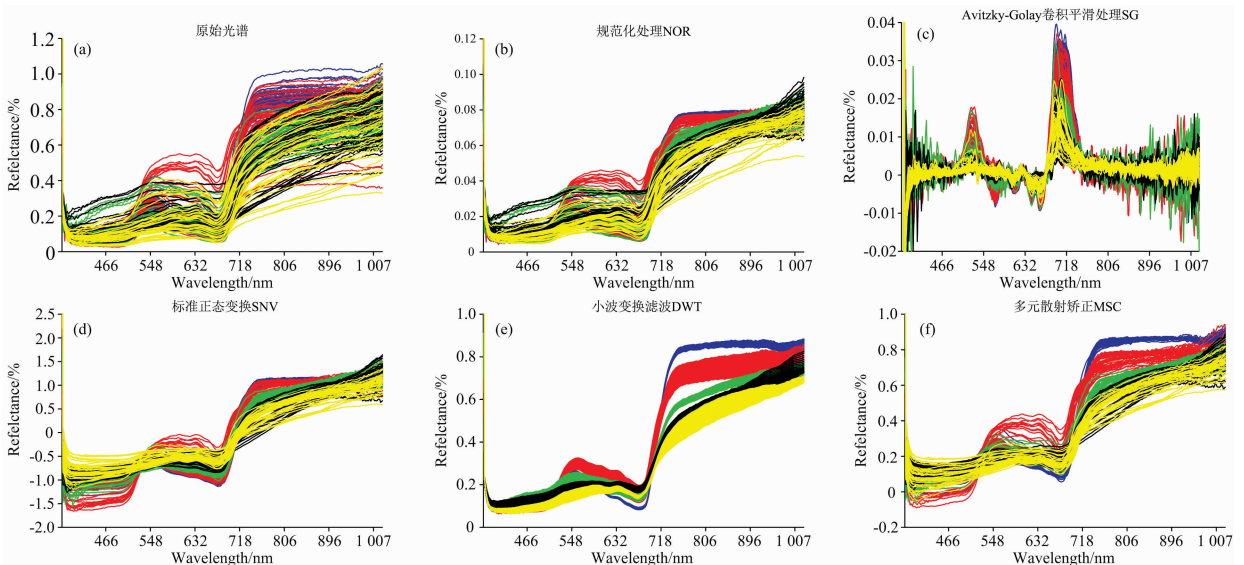 原始光谱
(a)
Refelctance/%
1.2
1.0
0.8
0.6
0.4
0.2
0
466 548 632 718 806 896 1 007
Wavelength/nm
规范化处理NOR
(b)
Refelctance/%
0.12
0.10
0.08
0.06
0.04
0.02
0
466 548 632 718 806 896 1 007
Wavelength/nm
Avitzky-Golay卷积平滑处理SG
(c)
Refelctance/%
0.04
0.03
0.02
0.01
0
-0.01
-0.02
466 548 632 718 806 896 1 007
Wavelength/nm
标准正态变换SNV
(d)
Refelctance/%
2.5
2.0
1.5
1.0
0.5
0
-0.5
-1.0
-1.5
-2.0
466 548 632 718 806 896 1 007
Wavelength/nm
小波变换滤波DWT
(e)
Refelctance/%
1.0
0.8
0.6
0.4
0.2
0
466 548 632 718 806 896 1 007
Wavelength/nm
多元散射矫正MSC
(f)
Refelctance/%
1.0
0.8
0.6
0.4
0.2
0
-0.2
466 548 632 718 806 896 1 007
Wavelength/nm